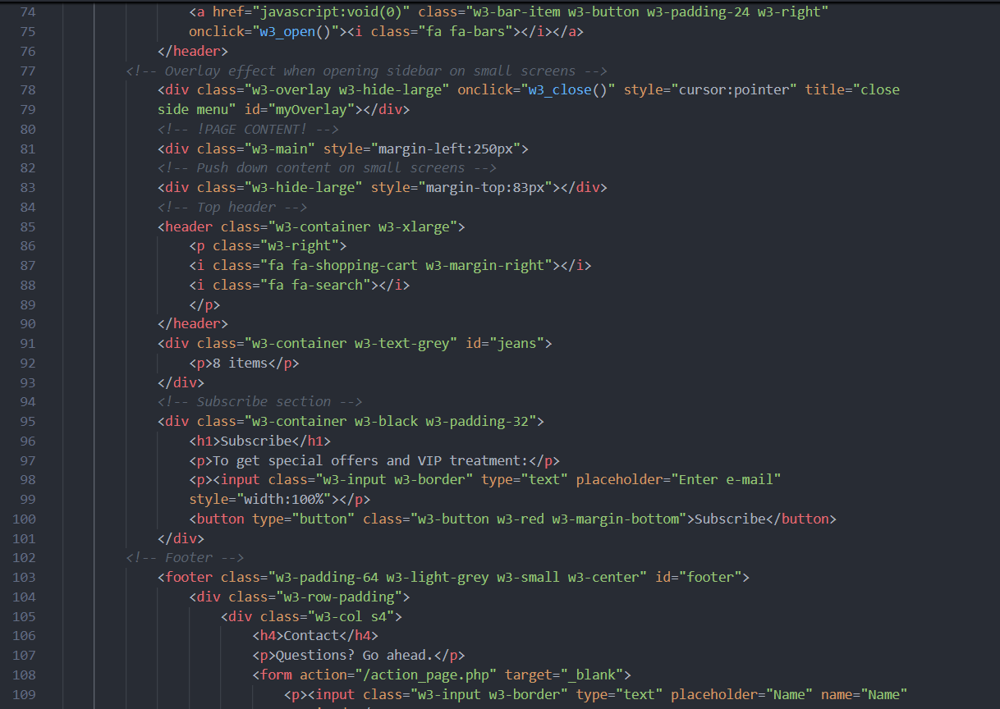 74 <a href="javascript:void(0)" class="w3-bar-item w3-button w3-padding-24 w3-right"
75 onclick="w3_open()"><i class="fa fa-bars"></i></a>
76 </header>
77 <!-- Overlay effect when opening sidebar on small screens -->
78 <div class="w3-overlay w3-hide-large" onclick="w3_close()" style="cursor:pointer" title="close
79 side menu" id="myOverlay"></div>
80 <!-- !PAGE CONTENT! -->
81 <div class="w3-main" style="margin-left:250px">
82 <!-- Push down content on small screens -->
83 <div class="w3-hide-large" style="margin-top:83px"></div>
84 <!-- Top header -->
85 <header class="w3-container w3-xlarge">
86 <p class="w3-right">
87 <i class="fa fa-shopping-cart w3-margin-right"></i>
88 <i class="fa fa-search"></i>
89 </p>
90 </header>
91 <div class="w3-container w3-text-grey" id="jeans">
92 <p>8 items</p>
93 </div>
94 <!-- Subscribe section -->
95 <div class="w3-container w3-black w3-padding-32">
96 <h1>Subscribe</h1>
97 <p>To get special offers and VIP treatment:</p>
98 <p><input class="w3-input w3-border" type="text" placeholder="Enter e-mail"
99 style="width:100%"></p>
100 <button type="button" class="w3-button w3-red w3-margin-bottom">Subscribe</button>
101 </div>
102 <!-- Footer -->
103 <footer class="w3-padding-64 w3-light-grey w3-small w3-center" id="footer">
104 <div class="w3-row-padding">
105 <div class="w3-col s4">
106 <h4>Contact</h4>
107 <p>Questions? Go ahead.</p>
108 <form action="/action_page.php" target="_blank">
109 <p><input class="w3-input w3-border" type="text" placeholder="Name" name="Name"